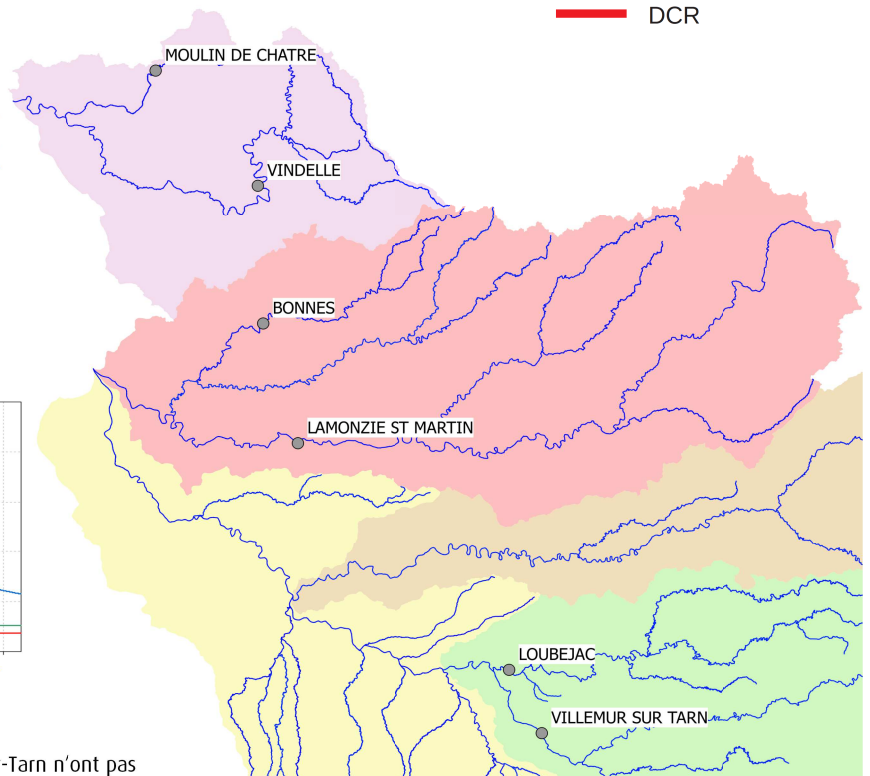 DCR
MOULIN DE CHATRE
VINDELLE
BONNES
LAMONZIE ST MARTIN
LOUBEJAC
VILLEMUR SUR TARN
-Tarn n'ont pas